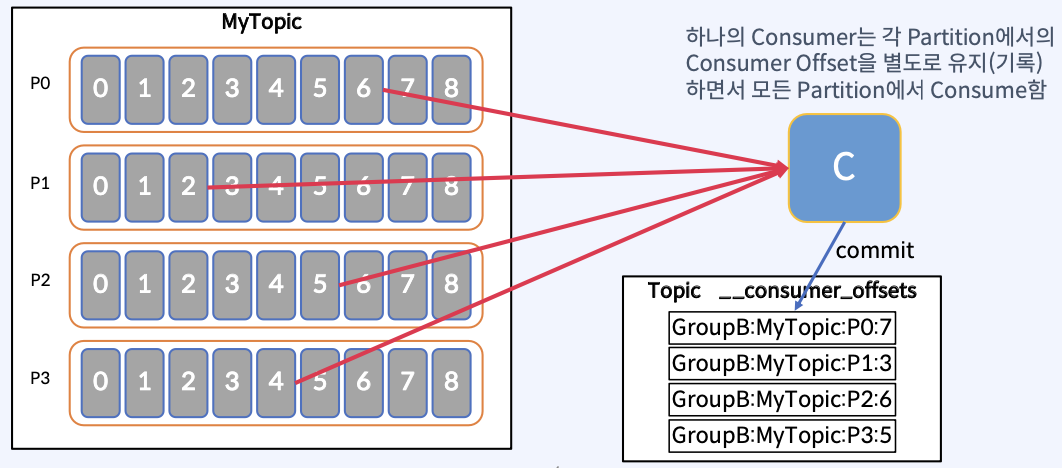 MyTopic
하나의 Consumer는 각 Partition에서의
Consumer Offset을 별도로 유지(기록)
하면서 모든 Partition에서 Consume함
P0
0 1 2 3 4 5 6 7 8
P1
0 1 2 3 4 5 6 7 8
P2
0 1 2 3 4 5 6 7 8
P3
0 1 2 3 4 5 6 7 8
C
commit
Topic __consumer_offsets
GroupB:MyTopic:P0:7
GroupB:MyTopic:P1:3
GroupB:MyTopic:P2:6
GroupB:MyTopic:P3:5